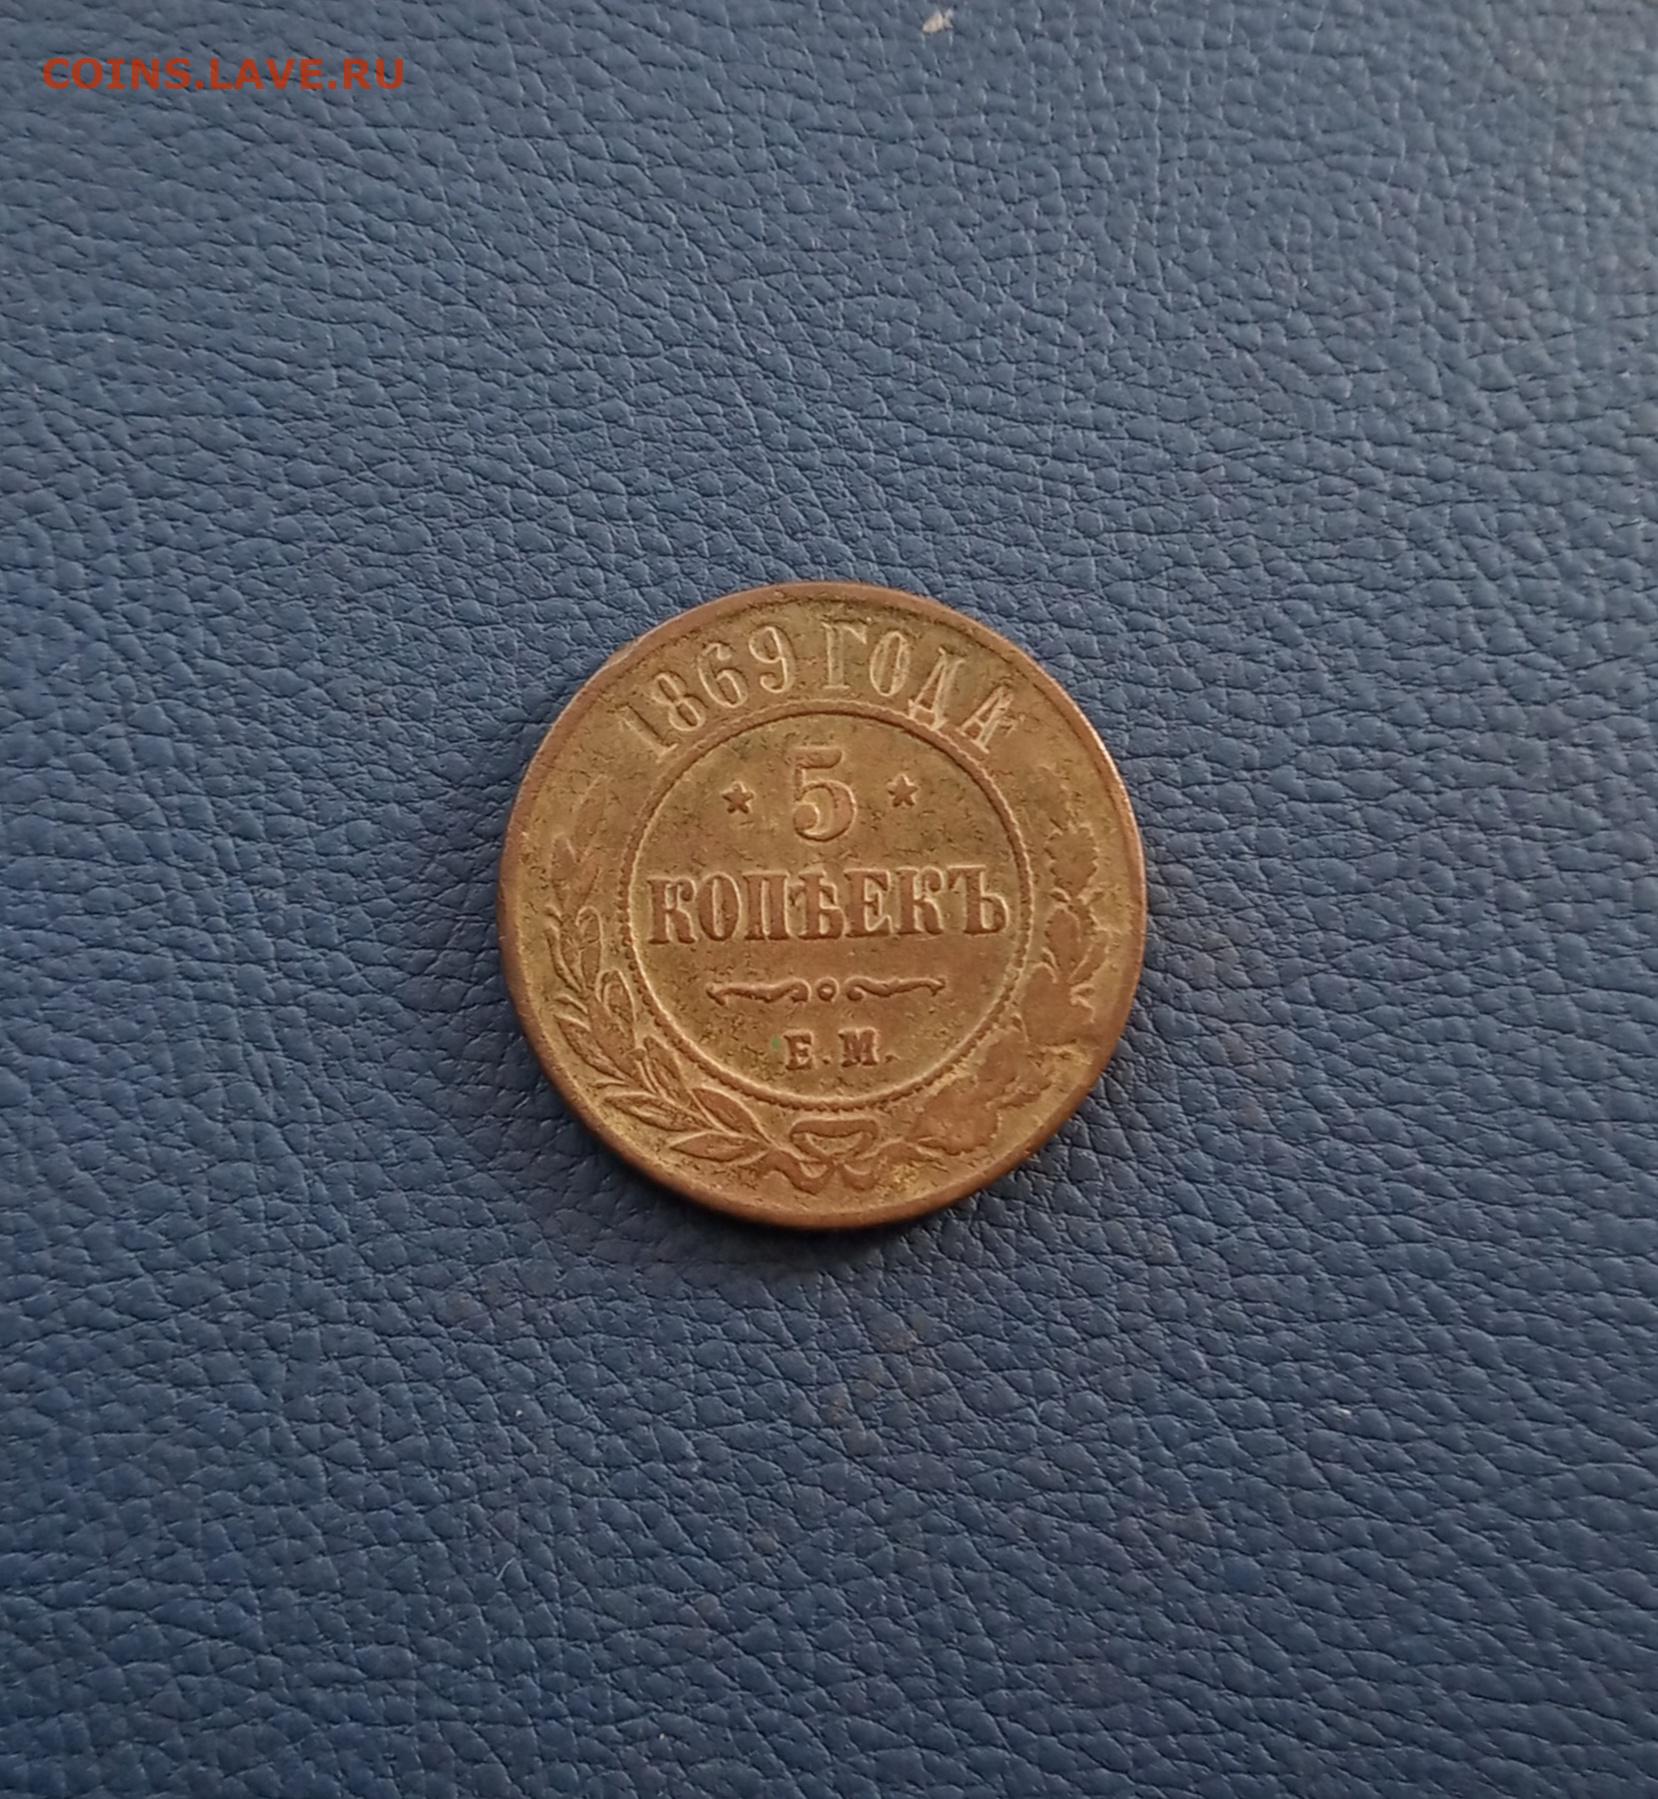 COINS.LAVE.RU
1869 ГОДА
5
КОПѢЕКЪ
Е.М.